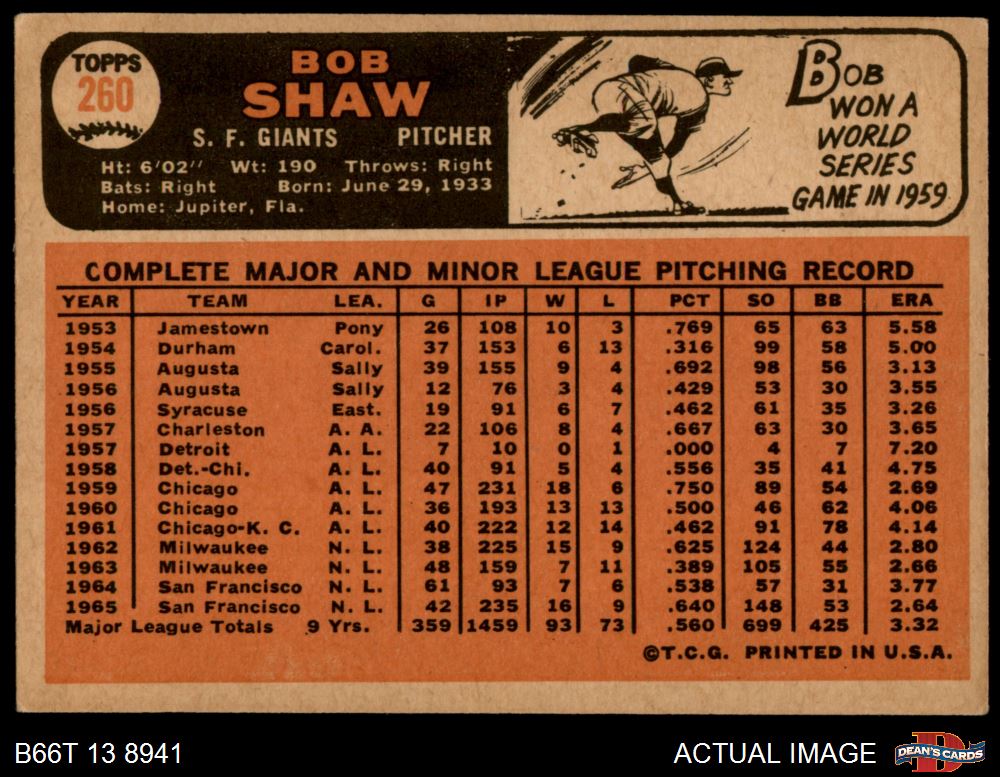 TOPPS
260
BOB
SHAW
S. F. GIANTS PITCHER
Ht: 6'02" Wt: 190 Throws: Right
Bats: Right Born: June 29, 1933
Home: Jupiter, Fla.
BOB
WON A
WORLD
SERIES
GAME IN 1959
COMPLETE MAJOR AND MINOR LEAGUE PITCHING RECORD
YEAR TEAM LEA. G IP W L PCT SO BB ERA
1953 Jamestown Pony 26 108 10 3 .769 65 63 5.58
1954 Durham Carol. 37 153 6 13 .316 99 58 5.00
1955 Augusta Sally 39 155 9 4 .692 98 56 3.13
1956 Augusta Sally 12 76 3 4 .429 53 30 3.55
1956 Syracuse East. 19 91 6 7 .462 61 35 3.26
1957 Charleston A. A. 22 106 8 4 .667 63 30 3.65
1957 Detroit A. L. 7 10 0 1 .000 4 7 7.20
1958 Det.-Chi. A. L. 40 91 5 4 .556 35 41 4.75
1959 Chicago A. L. 47 231 18 6 .750 89 54 2.69
1960 Chicago A. L. 36 193 13 13 .500 46 62 4.06
1961 Chicago-K. C. A. L. 40 222 12 14 .462 91 78 4.14
1962 Milwaukee N. L. 38 225 15 9 .625 124 44 2.80
1963 Milwaukee N. L. 48 159 7 11 .389 105 55 2.66
1964 San Francisco N. L. 61 93 7 6 .538 57 31 3.77
1965 San Francisco N. L. 42 235 16 9 .640 148 53 2.64
Major League Totals 9 Yrs. 359 1459 93 73 .560 699 425 3.32
©T.C.G. PRINTED IN U.S.A.
B66T 13 8941 ACTUAL IMAGE DEAN'S CARDS